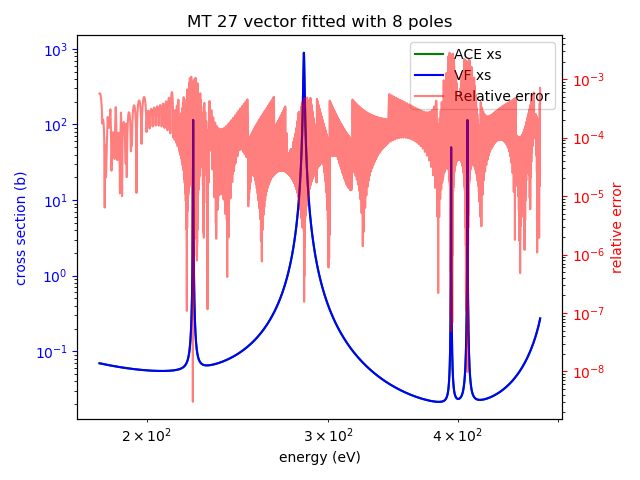 MT 27 vector fitted with 8 poles
ACE xs
VF xs
Relative error
cross section (b)
10³
10²
10¹
10⁰
10⁻¹
10⁻³
10⁻⁴
10⁻⁵
10⁻⁶
10⁻⁷
10⁻⁸
relative error
2 × 10²
3 × 10²
4 × 10²
energy (eV)